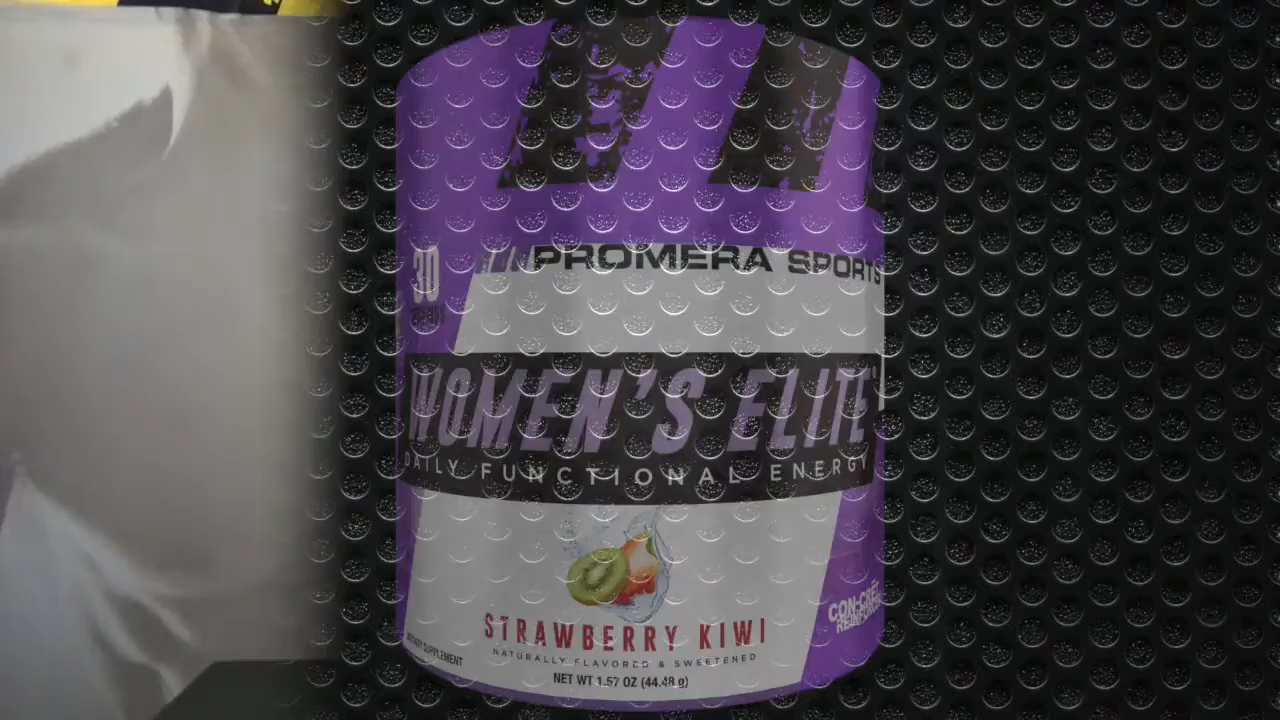 30
PROMERA SPORTS
WOMEN'S ELITE
DAILY FUNCTIONAL ENERGY
CON-CRĒT
STRAWBERRY KIWI
NATURALLY FLAVORED & SWEETENED
DIETARY SUPPLEMENT
NET WT 1.57 OZ (44.48 g)